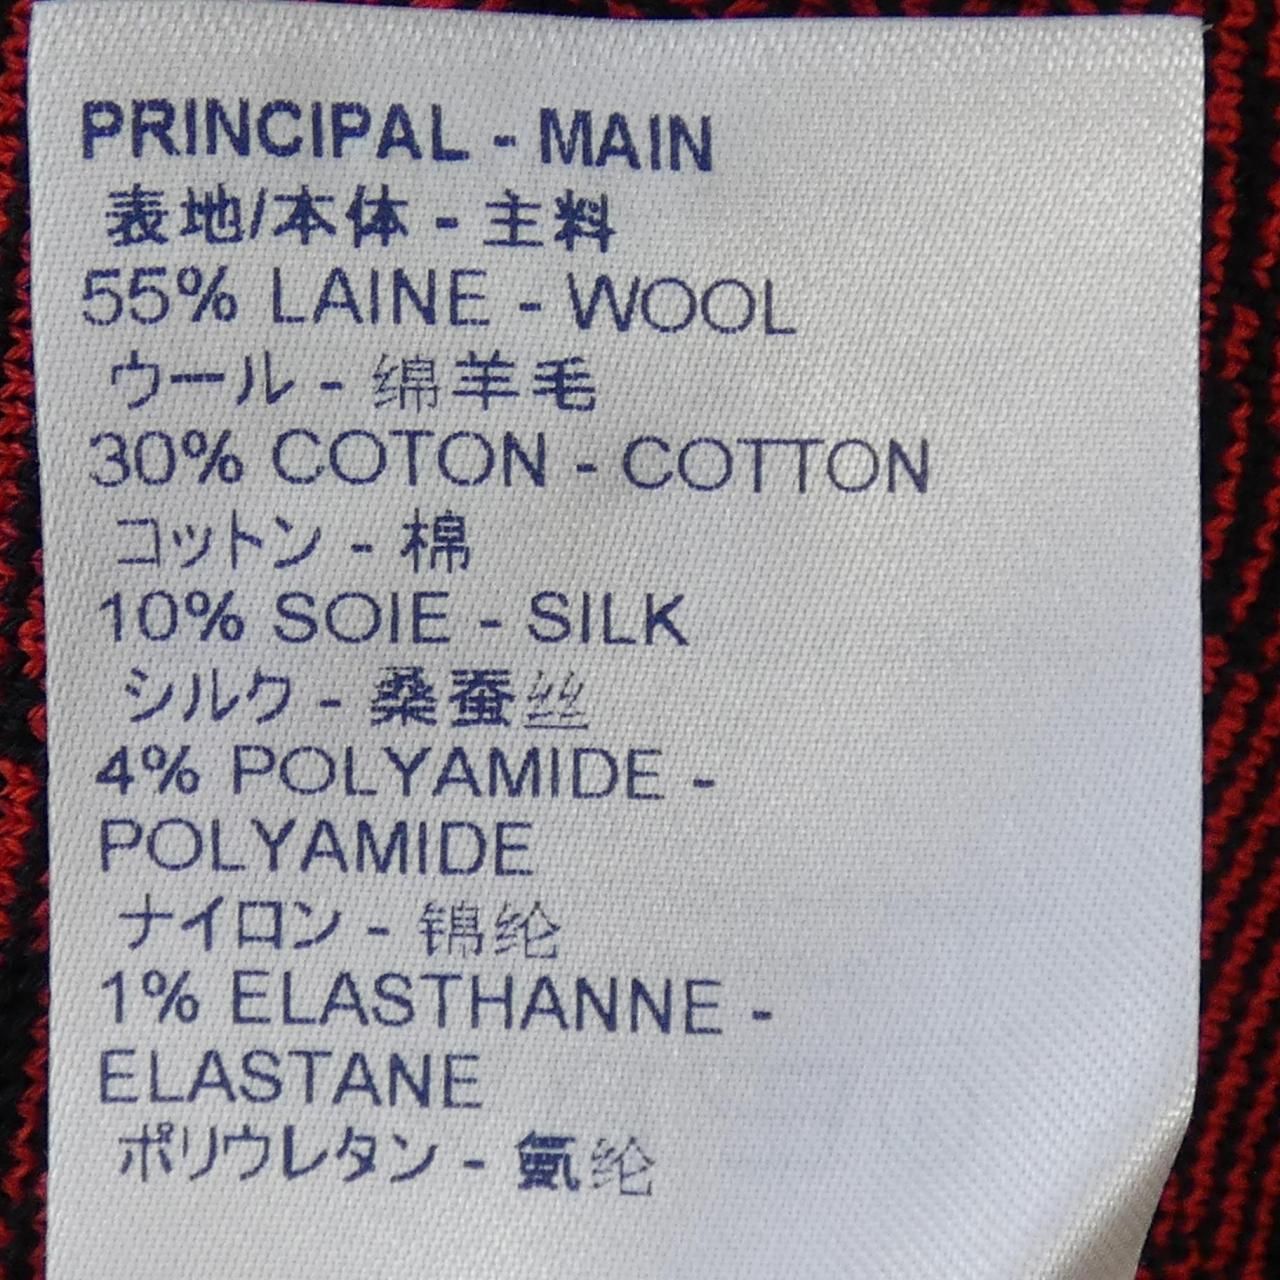 PRINCIPAL - MAIN
表地/本体 - 主料
55% LAINE - WOOL
ウール - 绵羊毛
30% COTON - COTTON
コットン - 棉
10% SOIE - SILK
シルク - 桑蚕丝
4% POLYAMIDE -
POLYAMIDE
ナイロン - 锦纶
1% ELASTHANNE -
ELASTANE
ポリウレタン - 氨纶